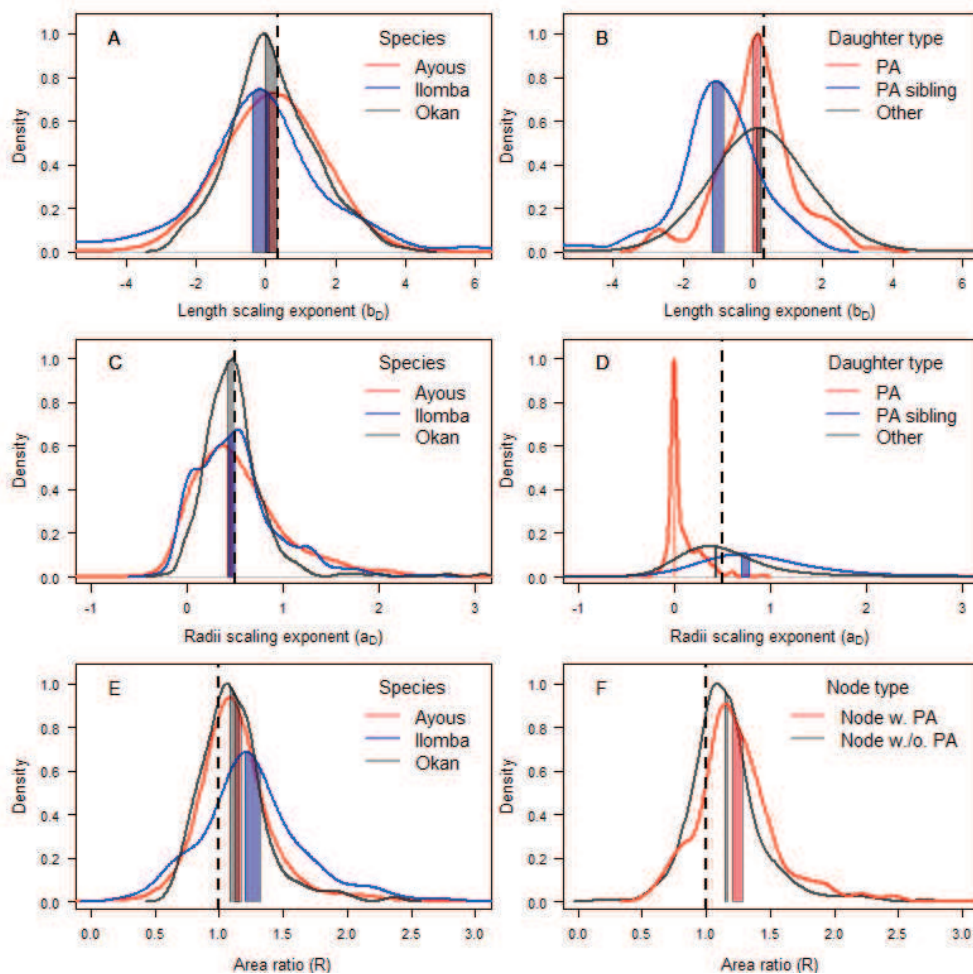 A
Species
Ayous
Ilomba
Okan
Density
1.0
0.8
0.6
0.4
0.2
0.0
-4 -2 0 2 4 6
Length scaling exponent (bD)
B
Daughter type
PA
PA sibling
Other
Density
1.0
0.8
0.6
0.4
0.2
0.0
-4 -2 0 2 4 6
Length scaling exponent (bD)
C
Species
Ayous
Ilomba
Okan
Density
1.0
0.8
0.6
0.4
0.2
0.0
-1 0 1 2 3
Radii scaling exponent (aD)
D
Daughter type
PA
PA sibling
Other
Density
1.0
0.8
0.6
0.4
0.2
0.0
-1 0 1 2 3
Radii scaling exponent (aD)
E
Species
Ayous
Ilomba
Okan
Density
1.0
0.8
0.6
0.4
0.2
0.0
0.0 0.5 1.0 1.5 2.0 2.5 3.0
Area ratio (R)
F
Node type
Node w. PA
Node w./o. PA
Density
1.0
0.8
0.6
0.4
0.2
0.0
0.0 0.5 1.0 1.5 2.0 2.5 3.0
Area ratio (R)